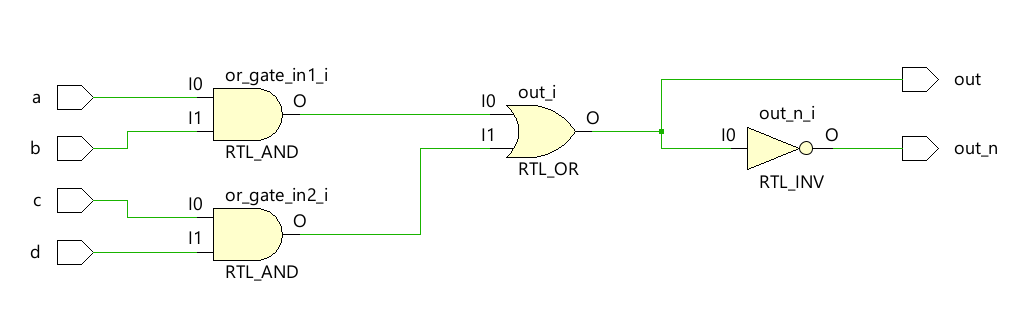 a
b
c
d
or_gate_in1_i
I0
I1
O
RTL_AND
or_gate_in2_i
I0
I1
O
RTL_AND
out_i
I0
I1
O
RTL_OR
out_n_i
I0
O
RTL_INV
out
out_n